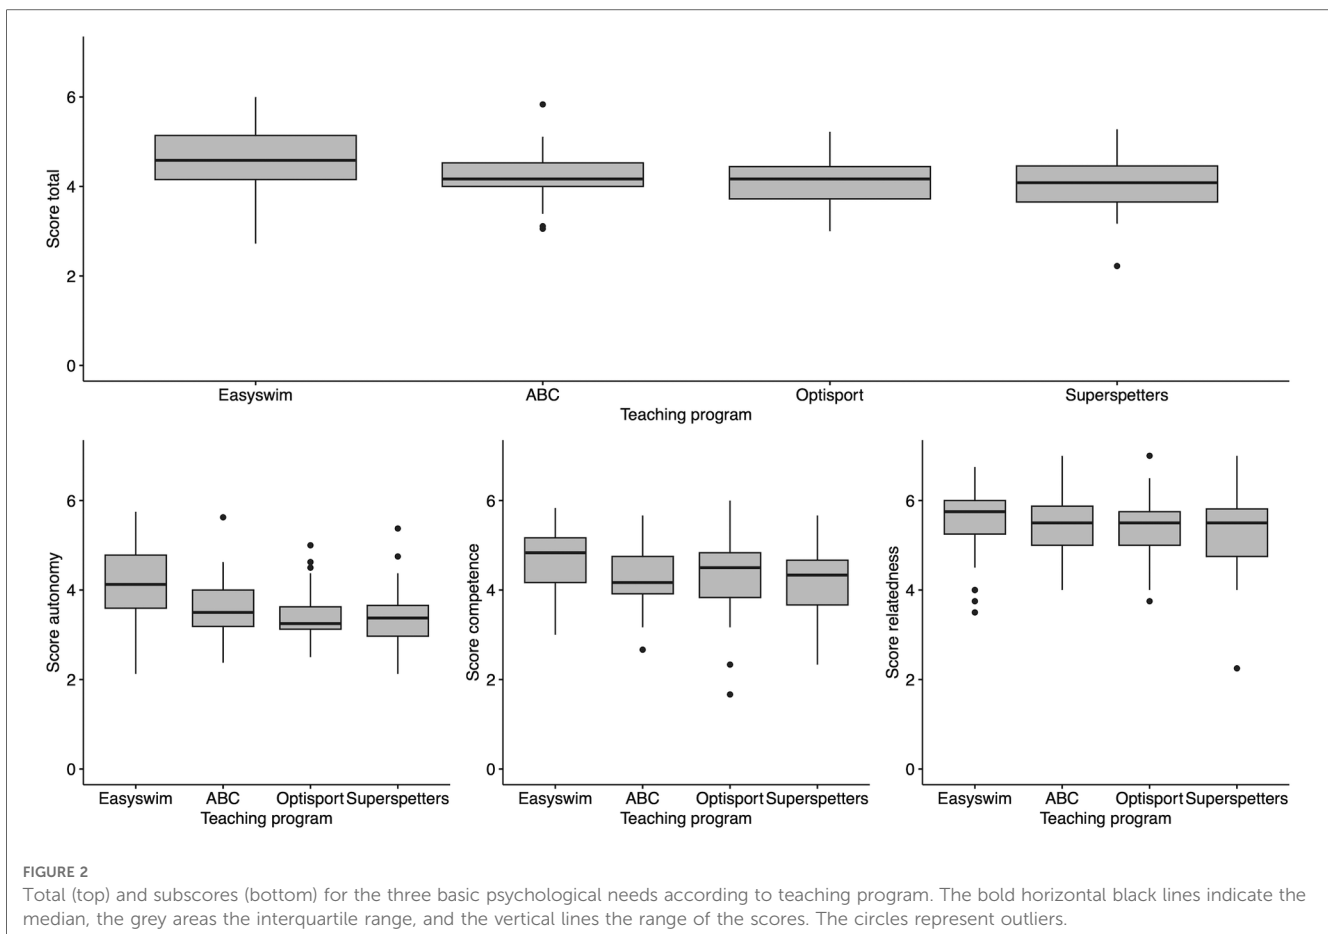 6
4
2
0
Score total
Easyswim ABC Optisport Superspetters
Teaching program
6
4
2
0
Score autonomy
Easyswim ABC Optisport Superspetters
Teaching program
6
4
2
0
Score competence
Easyswim ABC Optisport Superspetters
Teaching program
6
4
2
0
Score relatedness
Easyswim ABC Optisport Superspetters
Teaching program
FIGURE 2
Total (top) and subscores (bottom) for the three basic psychological needs according to teaching program. The bold horizontal black lines indicate the
median, the grey areas the interquartile range, and the vertical lines the range of the scores. The circles represent outliers.